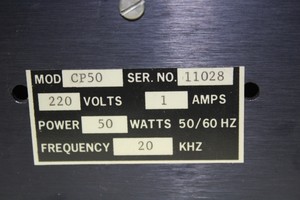 MOD CP50 SER. NO. 11028
220 VOLTS 1 AMPS
POWER 50 WATTS 50/60 HZ
FREQUENCY 20 KHZ